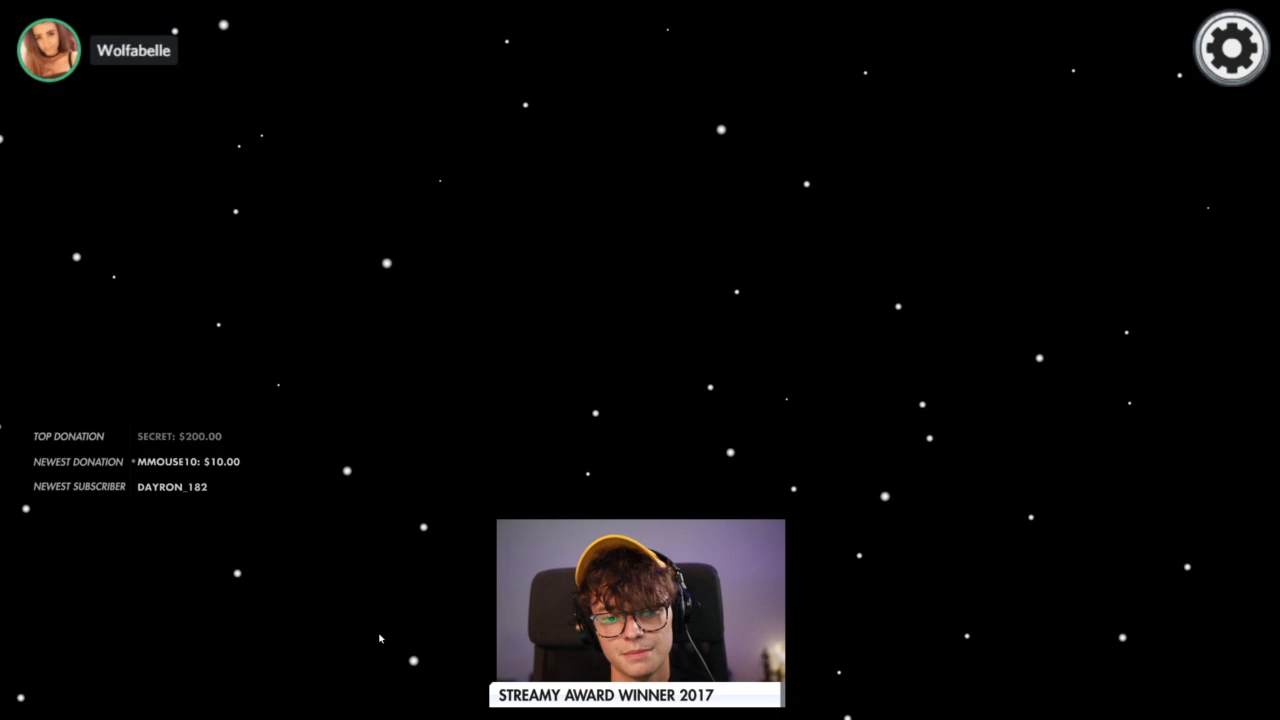 Wolfabelle
TOP DONATION SECRET: $200.00
NEWEST DONATION MMOUSE10: $10.00
NEWEST SUBSCRIBER DAYRON_182
STREAMY AWARD WINNER 2017